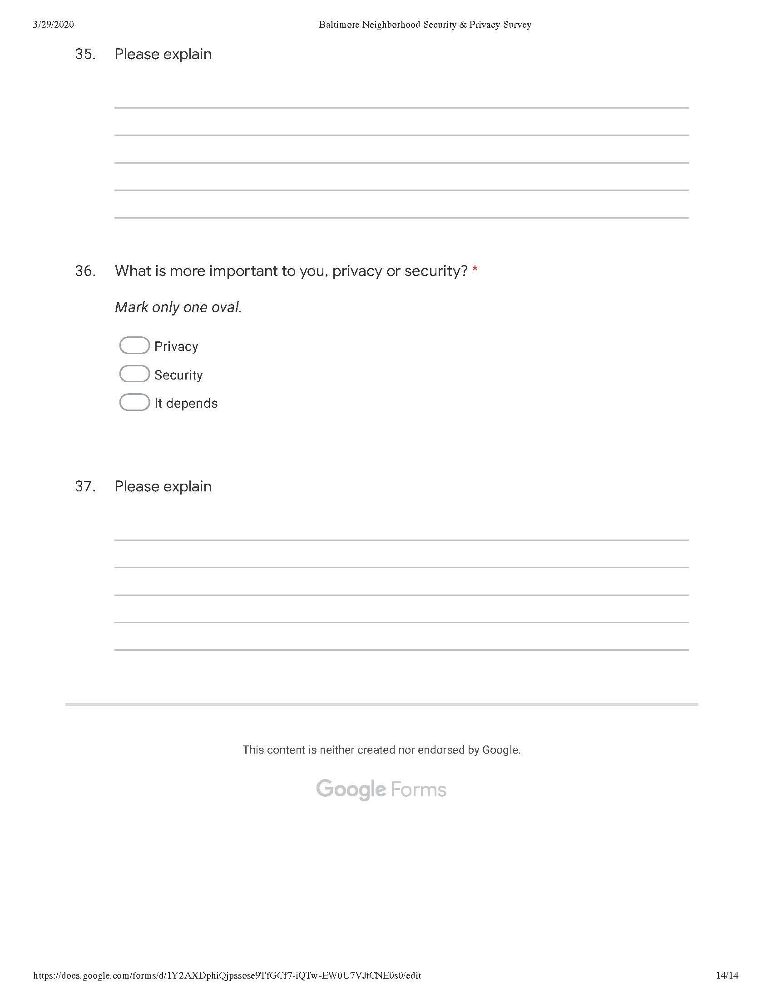 3/29/2020 Baltimore Neighborhood Security & Privacy Survey
35. Please explain
36. What is more important to you, privacy or security? *
Mark only one oval.
Privacy
Security
It depends
37. Please explain
This content is neither created nor endorsed by Google.
Google Forms
https://docs.google.com/forms/d/1Y2AXDphiQjpssose9TfGCf7-iQTw-EW0U7VJtCNE0s0/edit 14/14